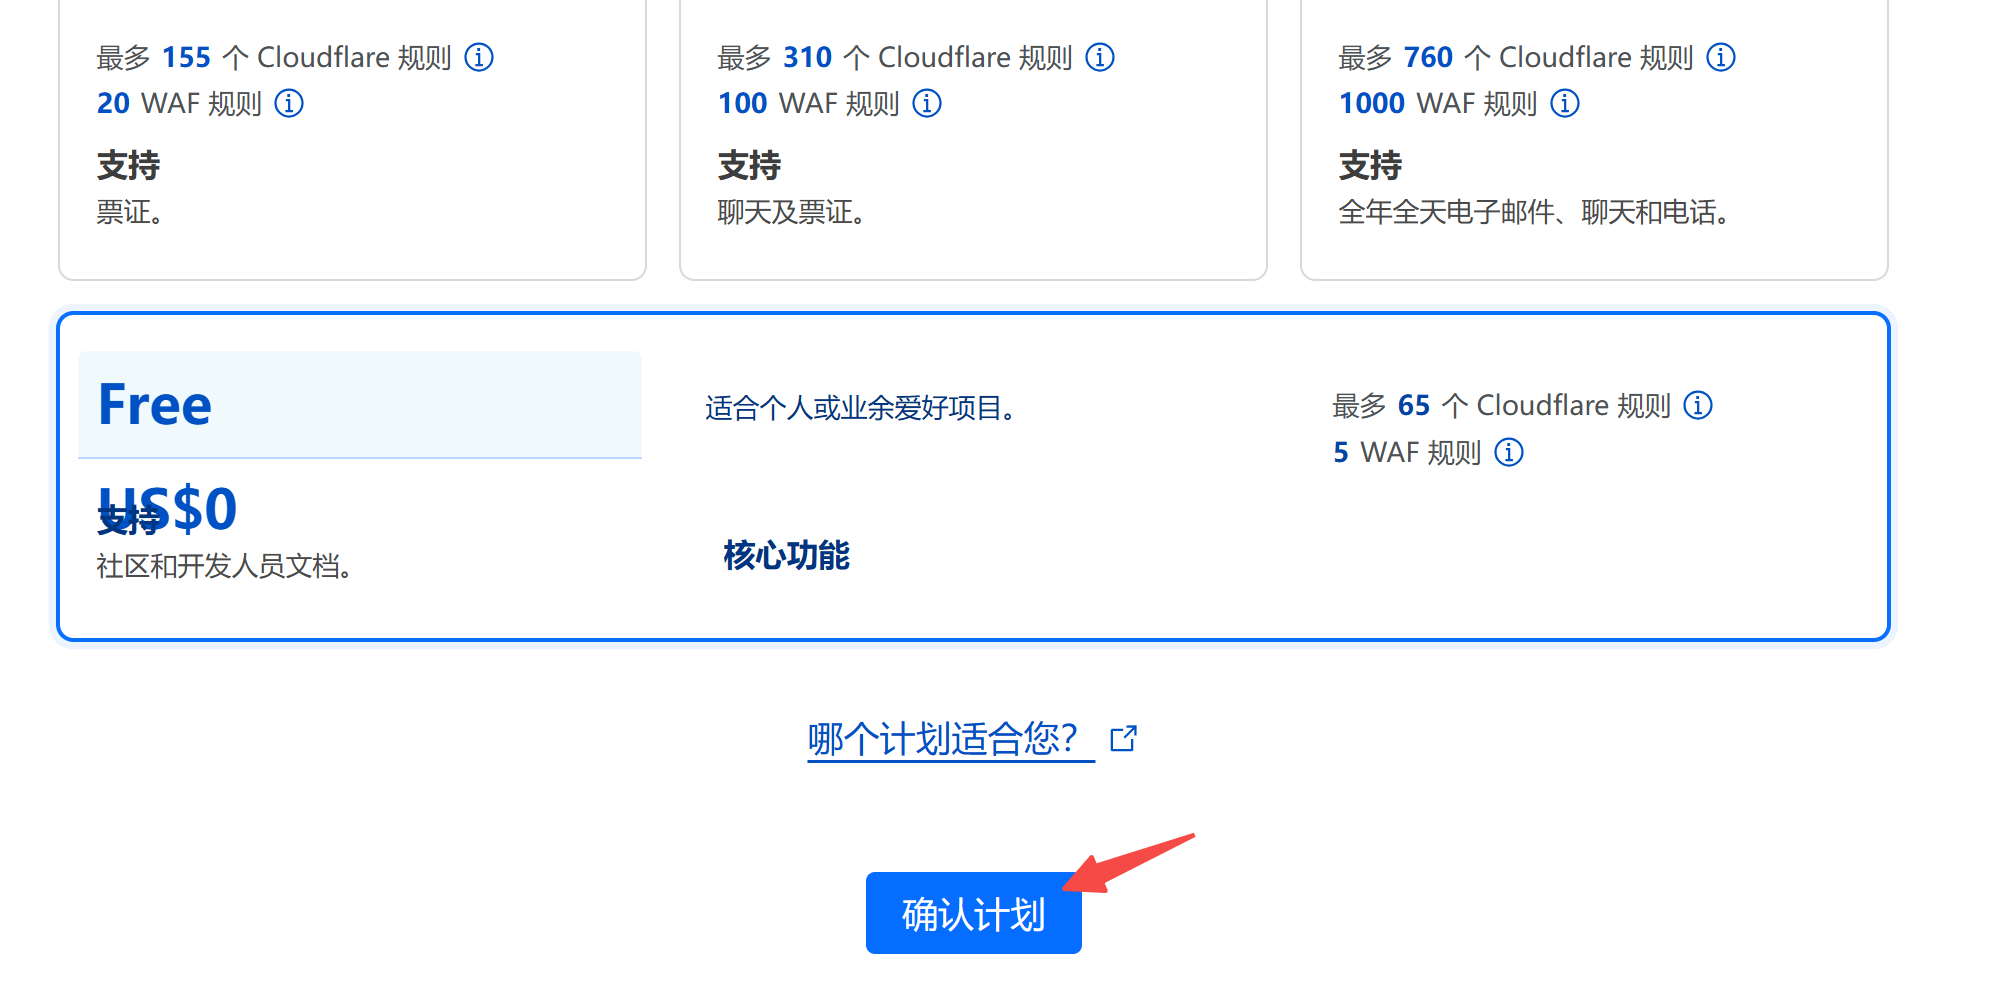 最多 155 个 Cloudflare 规则
20 WAF 规则
支持
票证。
最多 310 个 Cloudflare 规则
100 WAF 规则
支持
聊天及票证。
最多 760 个 Cloudflare 规则
1000 WAF 规则
支持
全年全天电子邮件、聊天和电话。
Free
US$0
支持
社区和开发人员文档。
适合个人或业余爱好项目。
核心功能
最多 65 个 Cloudflare 规则
5 WAF 规则
哪个计划适合您？
确认计划